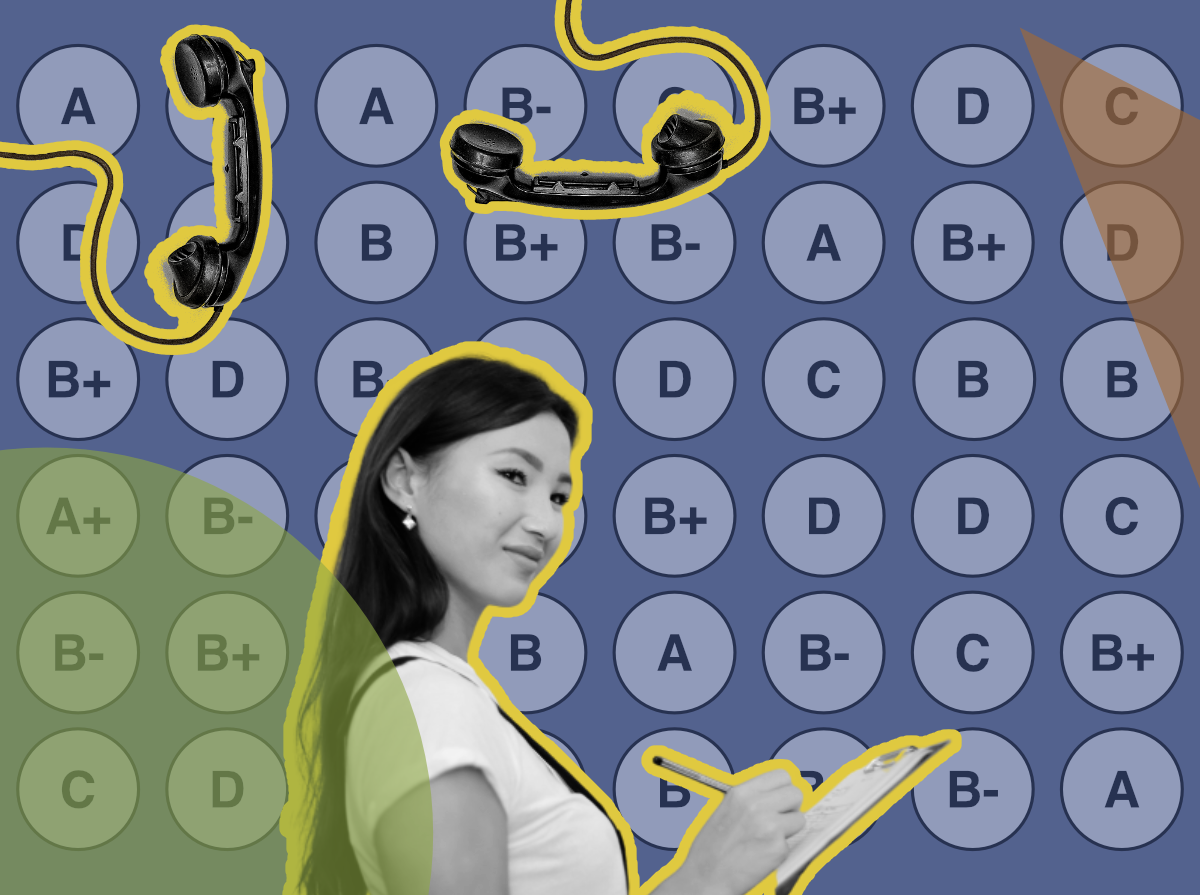 A A B- B+ D C
D B B+ B- A B+ D
B+ D B D C B B
A+ B- B+ D D C
B- B+ B A B- C B+
C D B B- A